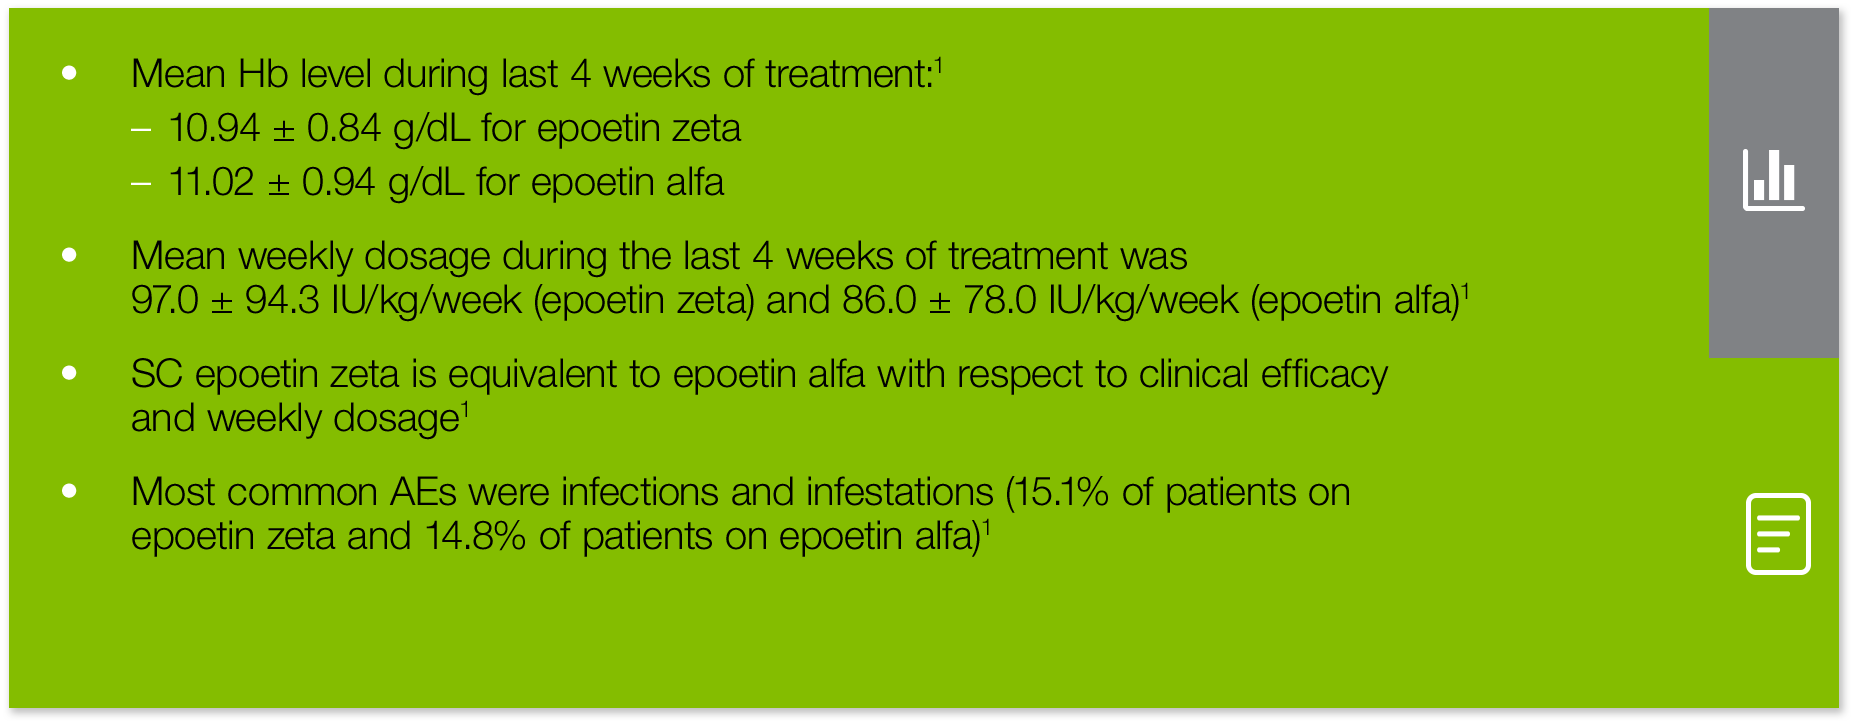 • Mean Hb level during last 4 weeks of treatment:¹
– 10.94 ± 0.84 g/dL for epoetin zeta
– 11.02 ± 0.94 g/dL for epoetin alfa
• Mean weekly dosage during the last 4 weeks of treatment was
97.0 ± 94.3 IU/kg/week (epoetin zeta) and 86.0 ± 78.0 IU/kg/week (epoetin alfa)¹
• SC epoetin zeta is equivalent to epoetin alfa with respect to clinical efficacy
and weekly dosage¹
• Most common AEs were infections and infestations (15.1% of patients on
epoetin zeta and 14.8% of patients on epoetin alfa)¹